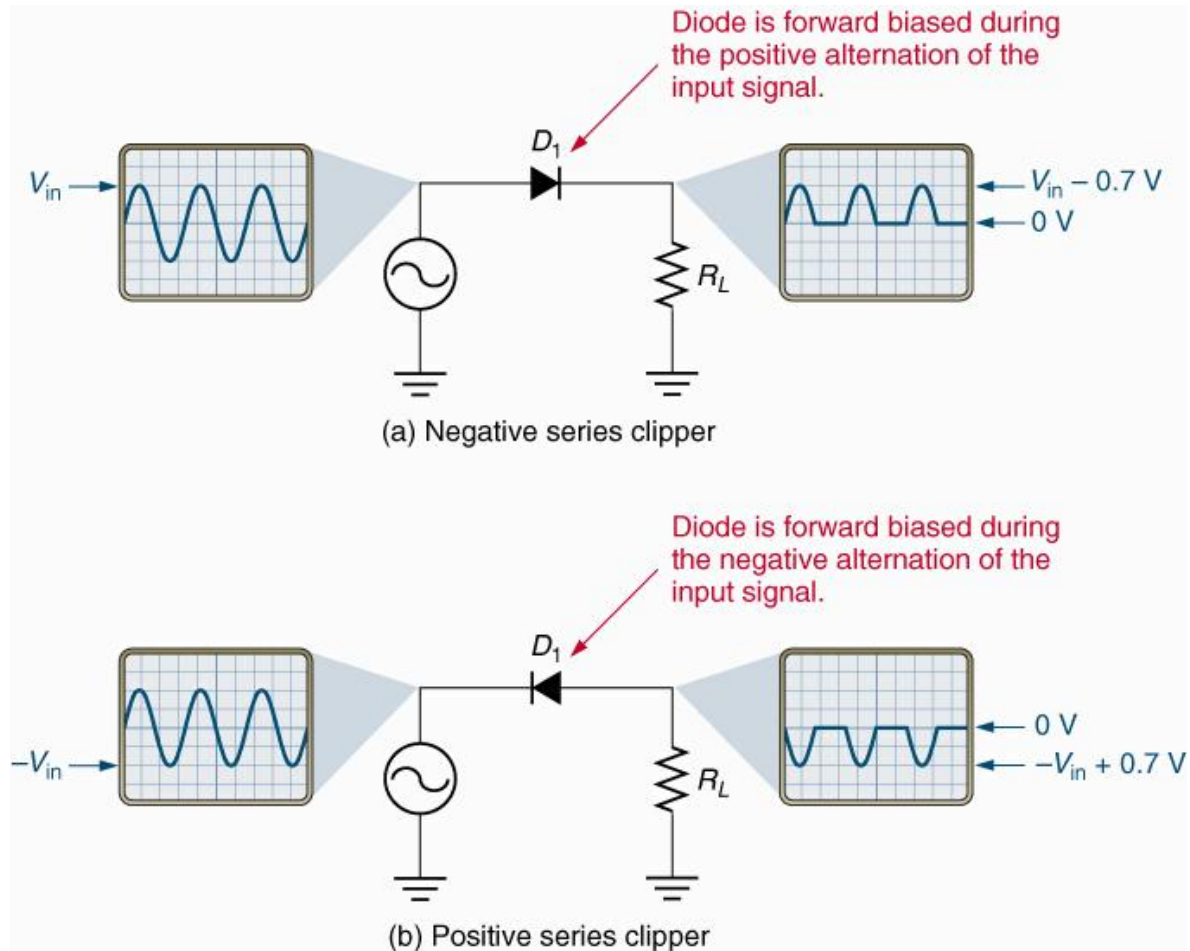 Diode is forward biased during
the positive alternation of the
input signal.
D1
Vin
Vin – 0.7 V
0 V
RL
(a) Negative series clipper
Diode is forward biased during
the negative alternation of the
input signal.
D1
0 V
–Vin
–Vin + 0.7 V
RL
(b) Positive series clipper